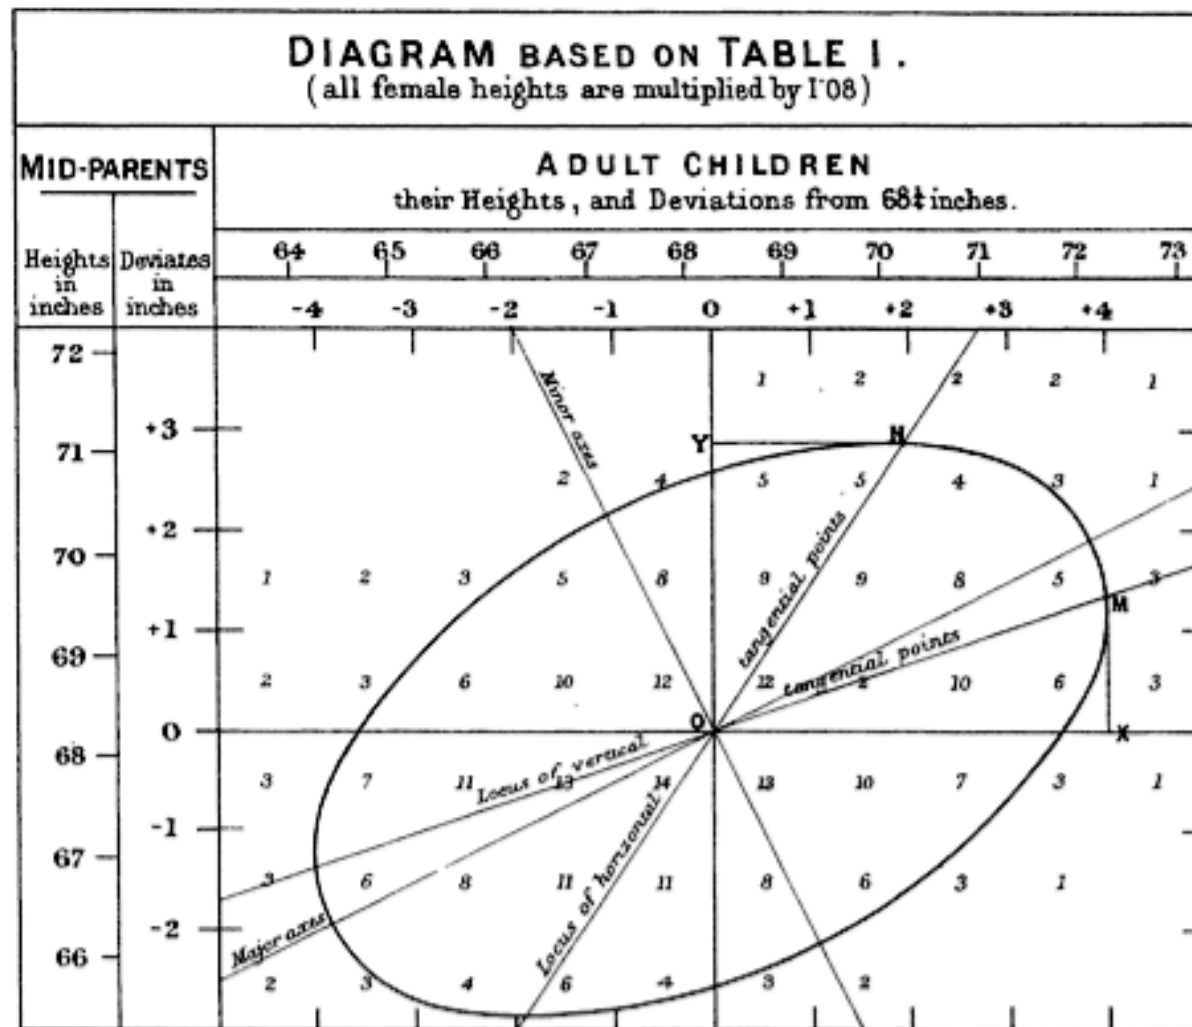 DIAGRAM BASED ON TABLE I.
(all female heights are multiplied by 1·08)
MID-PARENTS
ADULT CHILDREN
their Heights, and Deviations from 68¼ inches.
Heights in inches
Deviates in inches
64 65 66 67 68 69 70 71 72 73
-4 -3 -2 -1 0 +1 +2 +3 +4
72
1 2 2 2 1
Minor axes
+3
71
Y N
2 4 5 5 4 3 1
+2
70
tangential points
1 2 3 5 8 9 9 8 5 3
M
+1
69
tangential points
2 3 6 10 12 12 2 10 6 3
0
O X
68
Locus of vertical
3 7 11 13 14 13 10 7 3 1
-1
67
Locus of horizontal
3 6 8 11 11 8 6 3 1
-2
Major axes
66
2 3 4 6 4 3 2